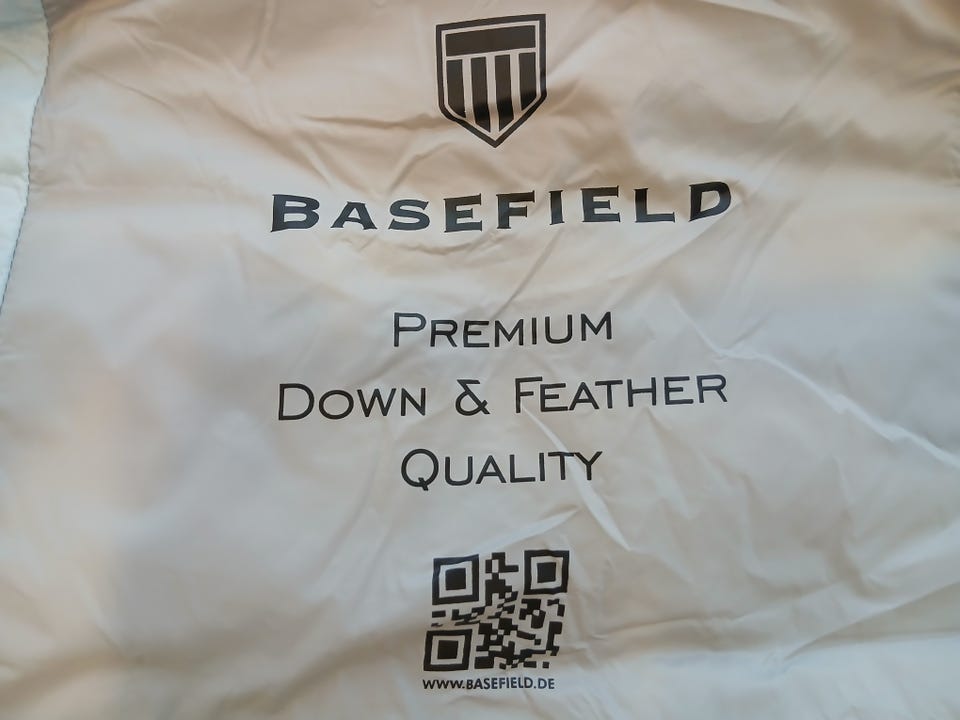 BASEFIELD
PREMIUM
DOWN & FEATHER
QUALITY
WWW.BASEFIELD.DE